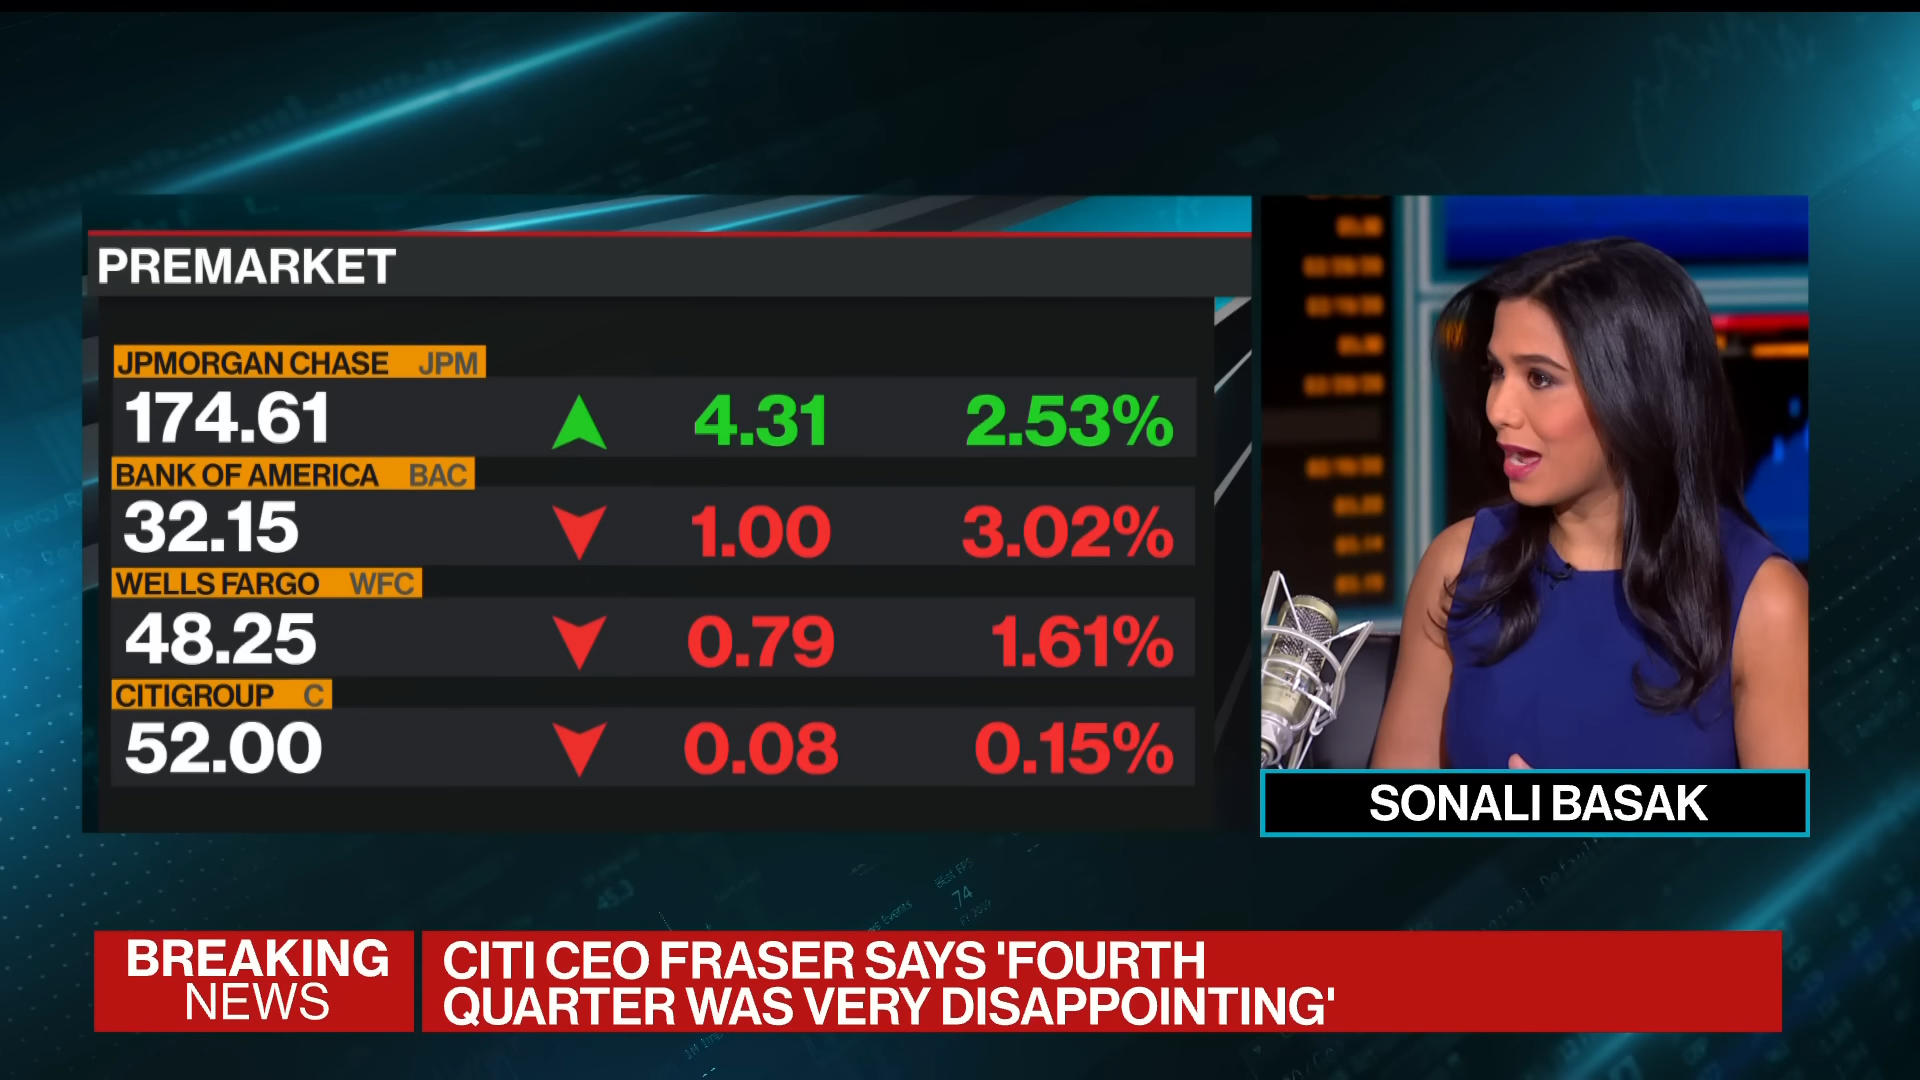 PREMARKET
JPMORGAN CHASE JPM
174.61 4.31 2.53%
BANK OF AMERICA BAC
32.15 1.00 3.02%
WELLS FARGO WFC
48.25 0.79 1.61%
CITIGROUP C
52.00 0.08 0.15%
SONALI BASAK
BREAKING
NEWS
CITI CEO FRASER SAYS 'FOURTH
QUARTER WAS VERY DISAPPOINTING'